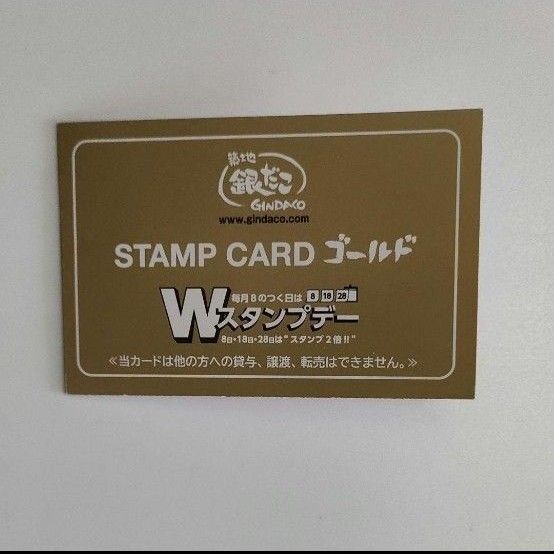 築地
銀だこ
GINDACO
www.gindaco.com
STAMP CARD ゴールド
毎月8のつく日は 8 18 28
Wスタンプデー
8日・18日・28日は"スタンプ2倍!!"
≪当カードは他の方への貸与、譲渡、転売はできません。≫